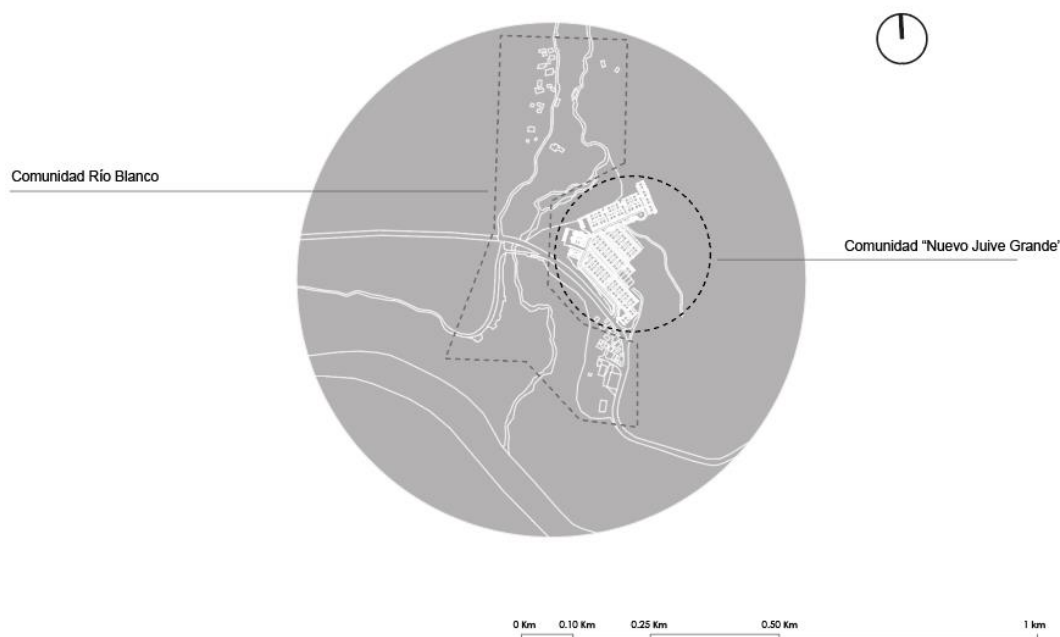 Comunidad Río Blanco
Comunidad “Nuevo Juive Grande'
0 Km 0.10 Km 0.25 Km 0.50 Km 1 km